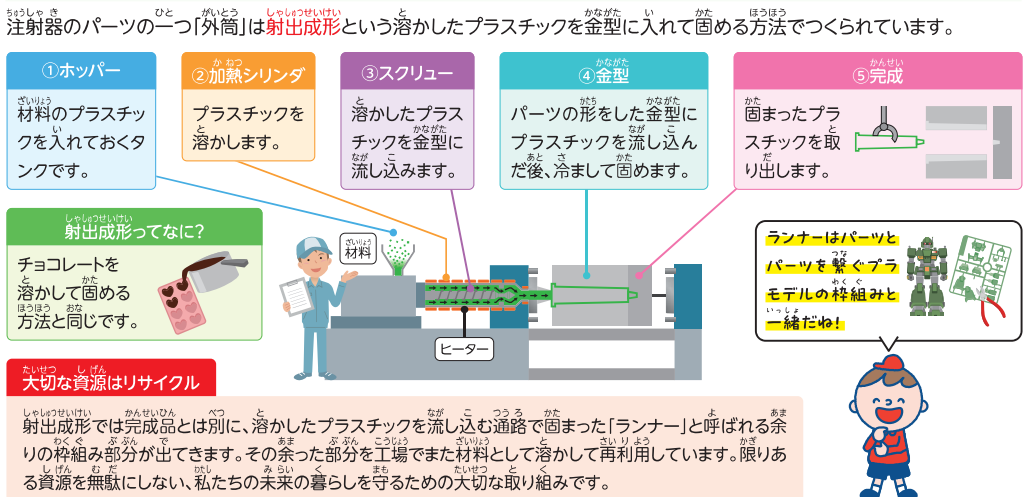 注射器のパーツの一つ「外筒」は射出成形という溶かしたプラスチックを金型に入れて固める方法でつくられています。
①ホッパー
材料のプラスチッ
クを入れておくタ
ンクです。
②加熱シリンダ
プラスチックを
溶かします。
③スクリュー
溶かしたプラス
チックを金型に
流し込みます。
④金型
パーツの形をした金型に
プラスチックを流し込ん
だ後、冷まして固めます。
⑤完成
固まったプラ
スチックを取
り出します。
射出成形ってなに?
チョコレートを
溶かして固める
方法と同じです。
材料
ヒーター
ランナーはパーツと
パーツを繋ぐプラ
モデルの枠組みと
一緒だね!
大切な資源はリサイクル
射出成形では完成品とは別に、溶かしたプラスチックを流し込む通路で固まった「ランナー」と呼ばれる余
りの枠組み部分が出てきます。その余った部分を工場でまた材料として溶かして再利用しています。限りあ
る資源を無駄にしない、私たちの未来の暮らしを守るための大切な取り組みです。